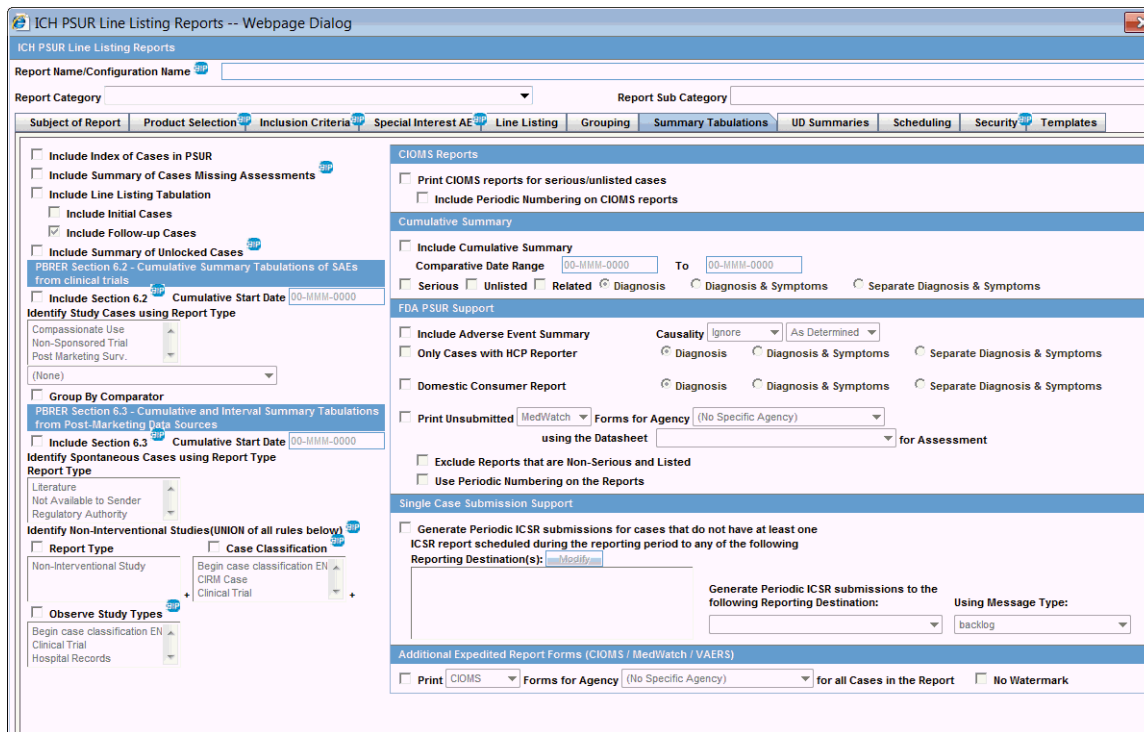 ICH PSUR Line Listing Reports -- Webpage Dialog
ICH PSUR Line Listing Reports
Report Name/Configuration Name BIP
Report Category Report Sub Category
Subject of Report Product Selection BIP Inclusion Criteria BIP Special Interest AE BIP Line Listing Grouping Summary Tabulations UD Summaries Scheduling Security BIP Templates
Include Index of Cases in PSUR
Include Summary of Cases Missing Assessments BIP
Include Line Listing Tabulation
Include Initial Cases
Include Follow-up Cases
Include Summary of Unlocked Cases BIP
PBRER Section 6.2 - Cumulative Summary Tabulations of SAEs
from clinical trials
Include Section 6.2 BIP Cumulative Start Date 00-MMM-0000
Identify Study Cases using Report Type
Compassionate Use
Non-Sponsored Trial
Post Marketing Surv.
(None)
Group By Comparator
PBRER Section 6.3 - Cumulative and Interval Summary Tabulations
from Post-Marketing Data Sources
Include Section 6.3 BIP Cumulative Start Date 00-MMM-0000
Identify Spontaneous Cases using Report Type
Report Type
Literature
Not Available to Sender
Regulatory Authority
Identify Non-Interventional Studies(UNION of all rules below) BIP
Report Type Case Classification BIP
Non-Interventional Study
+
Begin case classification EN
CIRM Case
Clinical Trial
+
Observe Study Types BIP
Begin case classification EN
Clinical Trial
Hospital Records
CIOMS Reports
Print CIOMS reports for serious/unlisted cases
Include Periodic Numbering on CIOMS reports
Cumulative Summary
Include Cumulative Summary
Comparative Date Range 00-MMM-0000 To 00-MMM-0000
Serious Unlisted Related Diagnosis Diagnosis & Symptoms Separate Diagnosis & Symptoms
FDA PSUR Support
Include Adverse Event Summary Causality Ignore As Determined
Only Cases with HCP Reporter Diagnosis Diagnosis & Symptoms Separate Diagnosis & Symptoms
Domestic Consumer Report Diagnosis Diagnosis & Symptoms Separate Diagnosis & Symptoms
Print Unsubmitted MedWatch Forms for Agency (No Specific Agency)
using the Datasheet for Assessment
Exclude Reports that are Non-Serious and Listed
Use Periodic Numbering on the Reports
Single Case Submission Support
Generate Periodic ICSR submissions for cases that do not have at least one
ICSR report scheduled during the reporting period to any of the following
Reporting Destination(s): Modify
Generate Periodic ICSR submissions to the
following Reporting Destination: Using Message Type:
backlog
Additional Expedited Report Forms (CIOMS / MedWatch / VAERS)
Print CIOMS Forms for Agency (No Specific Agency) for all Cases in the Report No Watermark